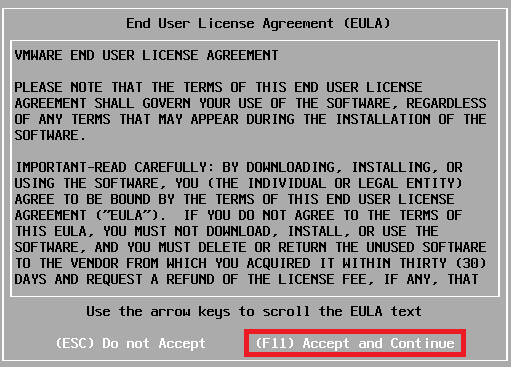 End User License Agreement (EULA)
VMWARE END USER LICENSE AGREEMENT
PLEASE NOTE THAT THE TERMS OF THIS END USER LICENSE
AGREEMENT SHALL GOVERN YOUR USE OF THE SOFTWARE, REGARDLESS
OF ANY TERMS THAT MAY APPEAR DURING THE INSTALLATION OF THE
SOFTWARE.
IMPORTANT-READ CAREFULLY: BY DOWNLOADING, INSTALLING, OR
USING THE SOFTWARE, YOU (THE INDIVIDUAL OR LEGAL ENTITY)
AGREE TO BE BOUND BY THE TERMS OF THIS END USER LICENSE
AGREEMENT ("EULA"). IF YOU DO NOT AGREE TO THE TERMS OF
THIS EULA, YOU MUST NOT DOWNLOAD, INSTALL, OR USE THE
SOFTWARE, AND YOU MUST DELETE OR RETURN THE UNUSED SOFTWARE
TO THE VENDOR FROM WHICH YOU ACQUIRED IT WITHIN THIRTY (30)
DAYS AND REQUEST A REFUND OF THE LICENSE FEE, IF ANY, THAT
Use the arrow keys to scroll the EULA text
(ESC) Do not Accept (F11) Accept and Continue